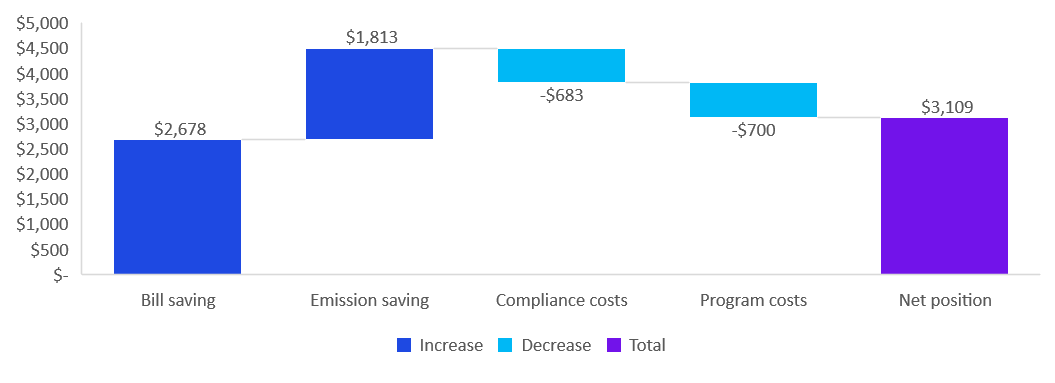 $5,000
$4,500
$4,000
$3,500
$3,000
$2,500
$2,000
$1,500
$1,000
$500
$-
$2,678
$1,813
-$683
-$700
$3,109
Bill saving
Emission saving
Compliance costs
Program costs
Net position
Increase
Decrease
Total